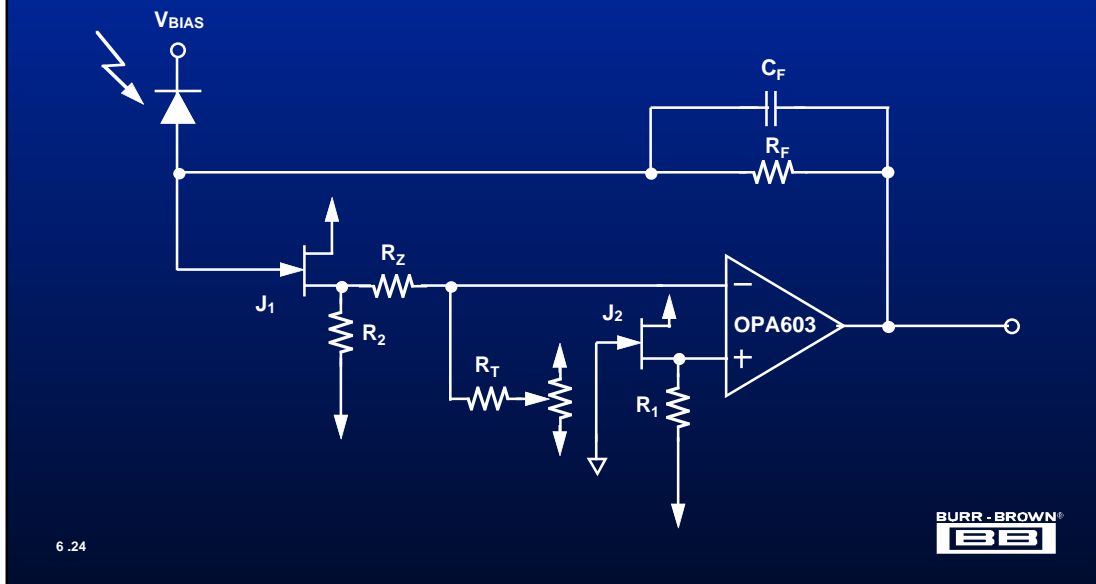 VBIAS
CF
RF
RZ
J1
J2
OPA603
−
+
R2
RT
R1
BURR-BROWN®
BB
6.24